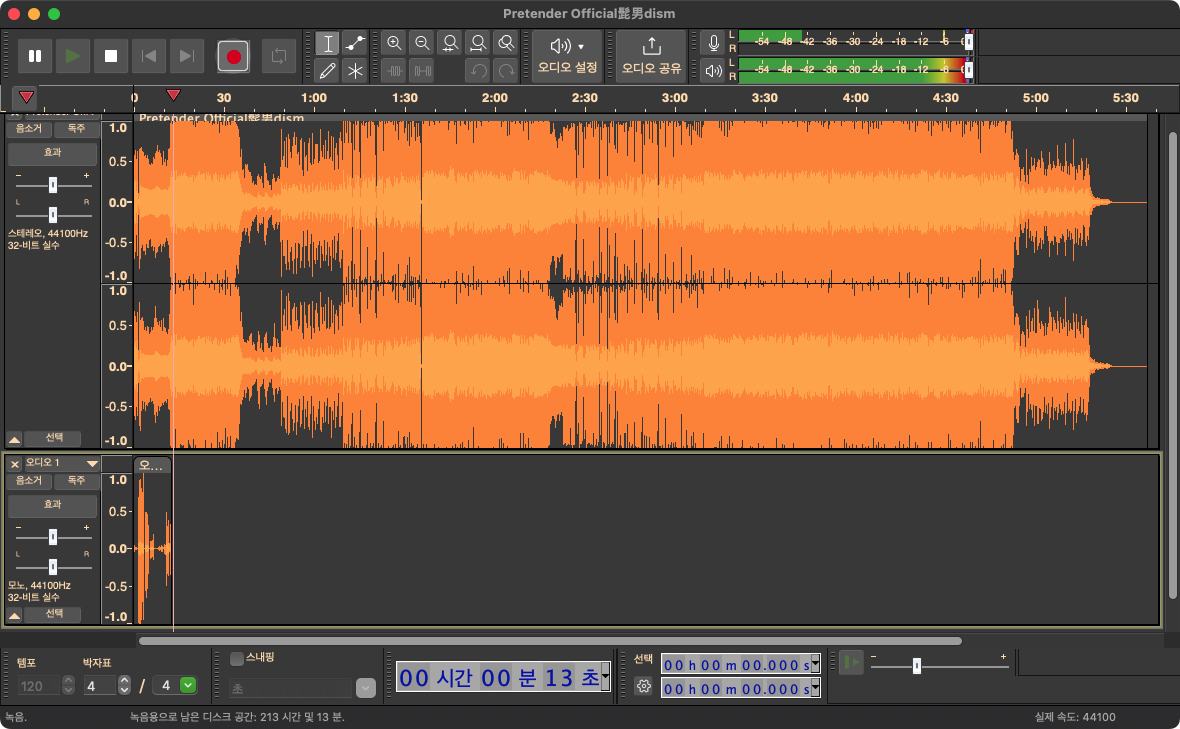 Pretender Official髭男dism
L
R
-54 -48 -42 -36 -30 -24 -18 -12 -6 0
오디오 설정
오디오 공유
L
R
-54 -48 -42 -36 -30 -24 -18 -12 -6 0
0 30 1:00 1:30 2:00 2:30 3:00 3:30 4:00 4:30 5:00 5:30
Pretender Official髭男dism
음소거 독주
효과
- +
L R
스테레오, 44100Hz
32-비트 실수
선택
1.0
0.5
0.0
-0.5
-1.0
1.0
0.5
0.0
-0.5
-1.0
오디오 1
오...
음소거 독주
효과
- +
L R
모노, 44100Hz
32-비트 실수
선택
1.0
0.5
0.0
-0.5
-1.0
템포
120
박자표
4 / 4
스내핑
초
00 시간 00 분 13 초
선택
00 h 00 m 00.000 s
00 h 00 m 00.000 s
- +
녹음.
녹음용으로 남은 디스크 공간: 213 시간 및 13 분.
실제 속도: 44100